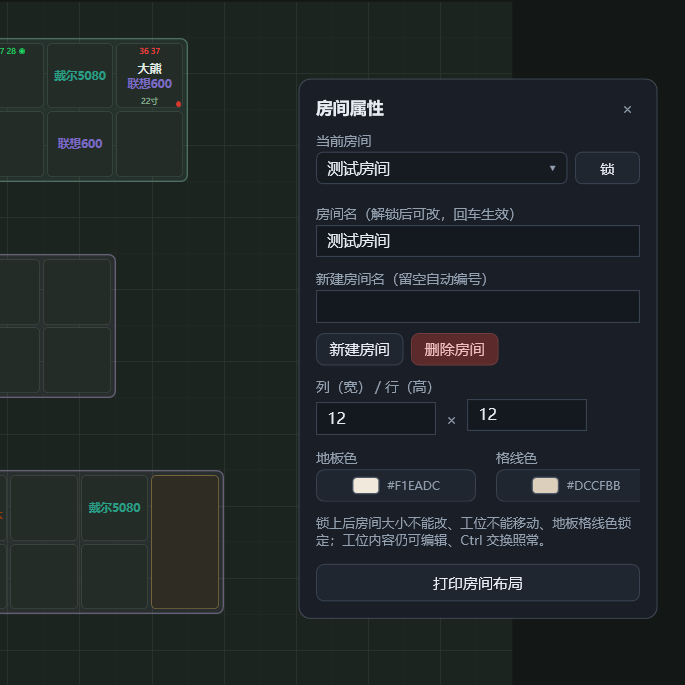 7 28
戴尔5080
36 37
大熊
联想600
22寸
联想600
戴尔5080
房间属性
×
当前房间
测试房间 ▼
锁
房间名（解锁后可改，回车生效）
测试房间
新建房间名（留空自动编号）
新建房间 删除房间
列（宽） / 行（高）
12 × 12
地板色 格线色
#F1EADC #DCCFBB
锁上后房间大小不能改、工位不能移动、地板格线色锁
定；工位内容仍可编辑、Ctrl 交换照常。
打印房间布局